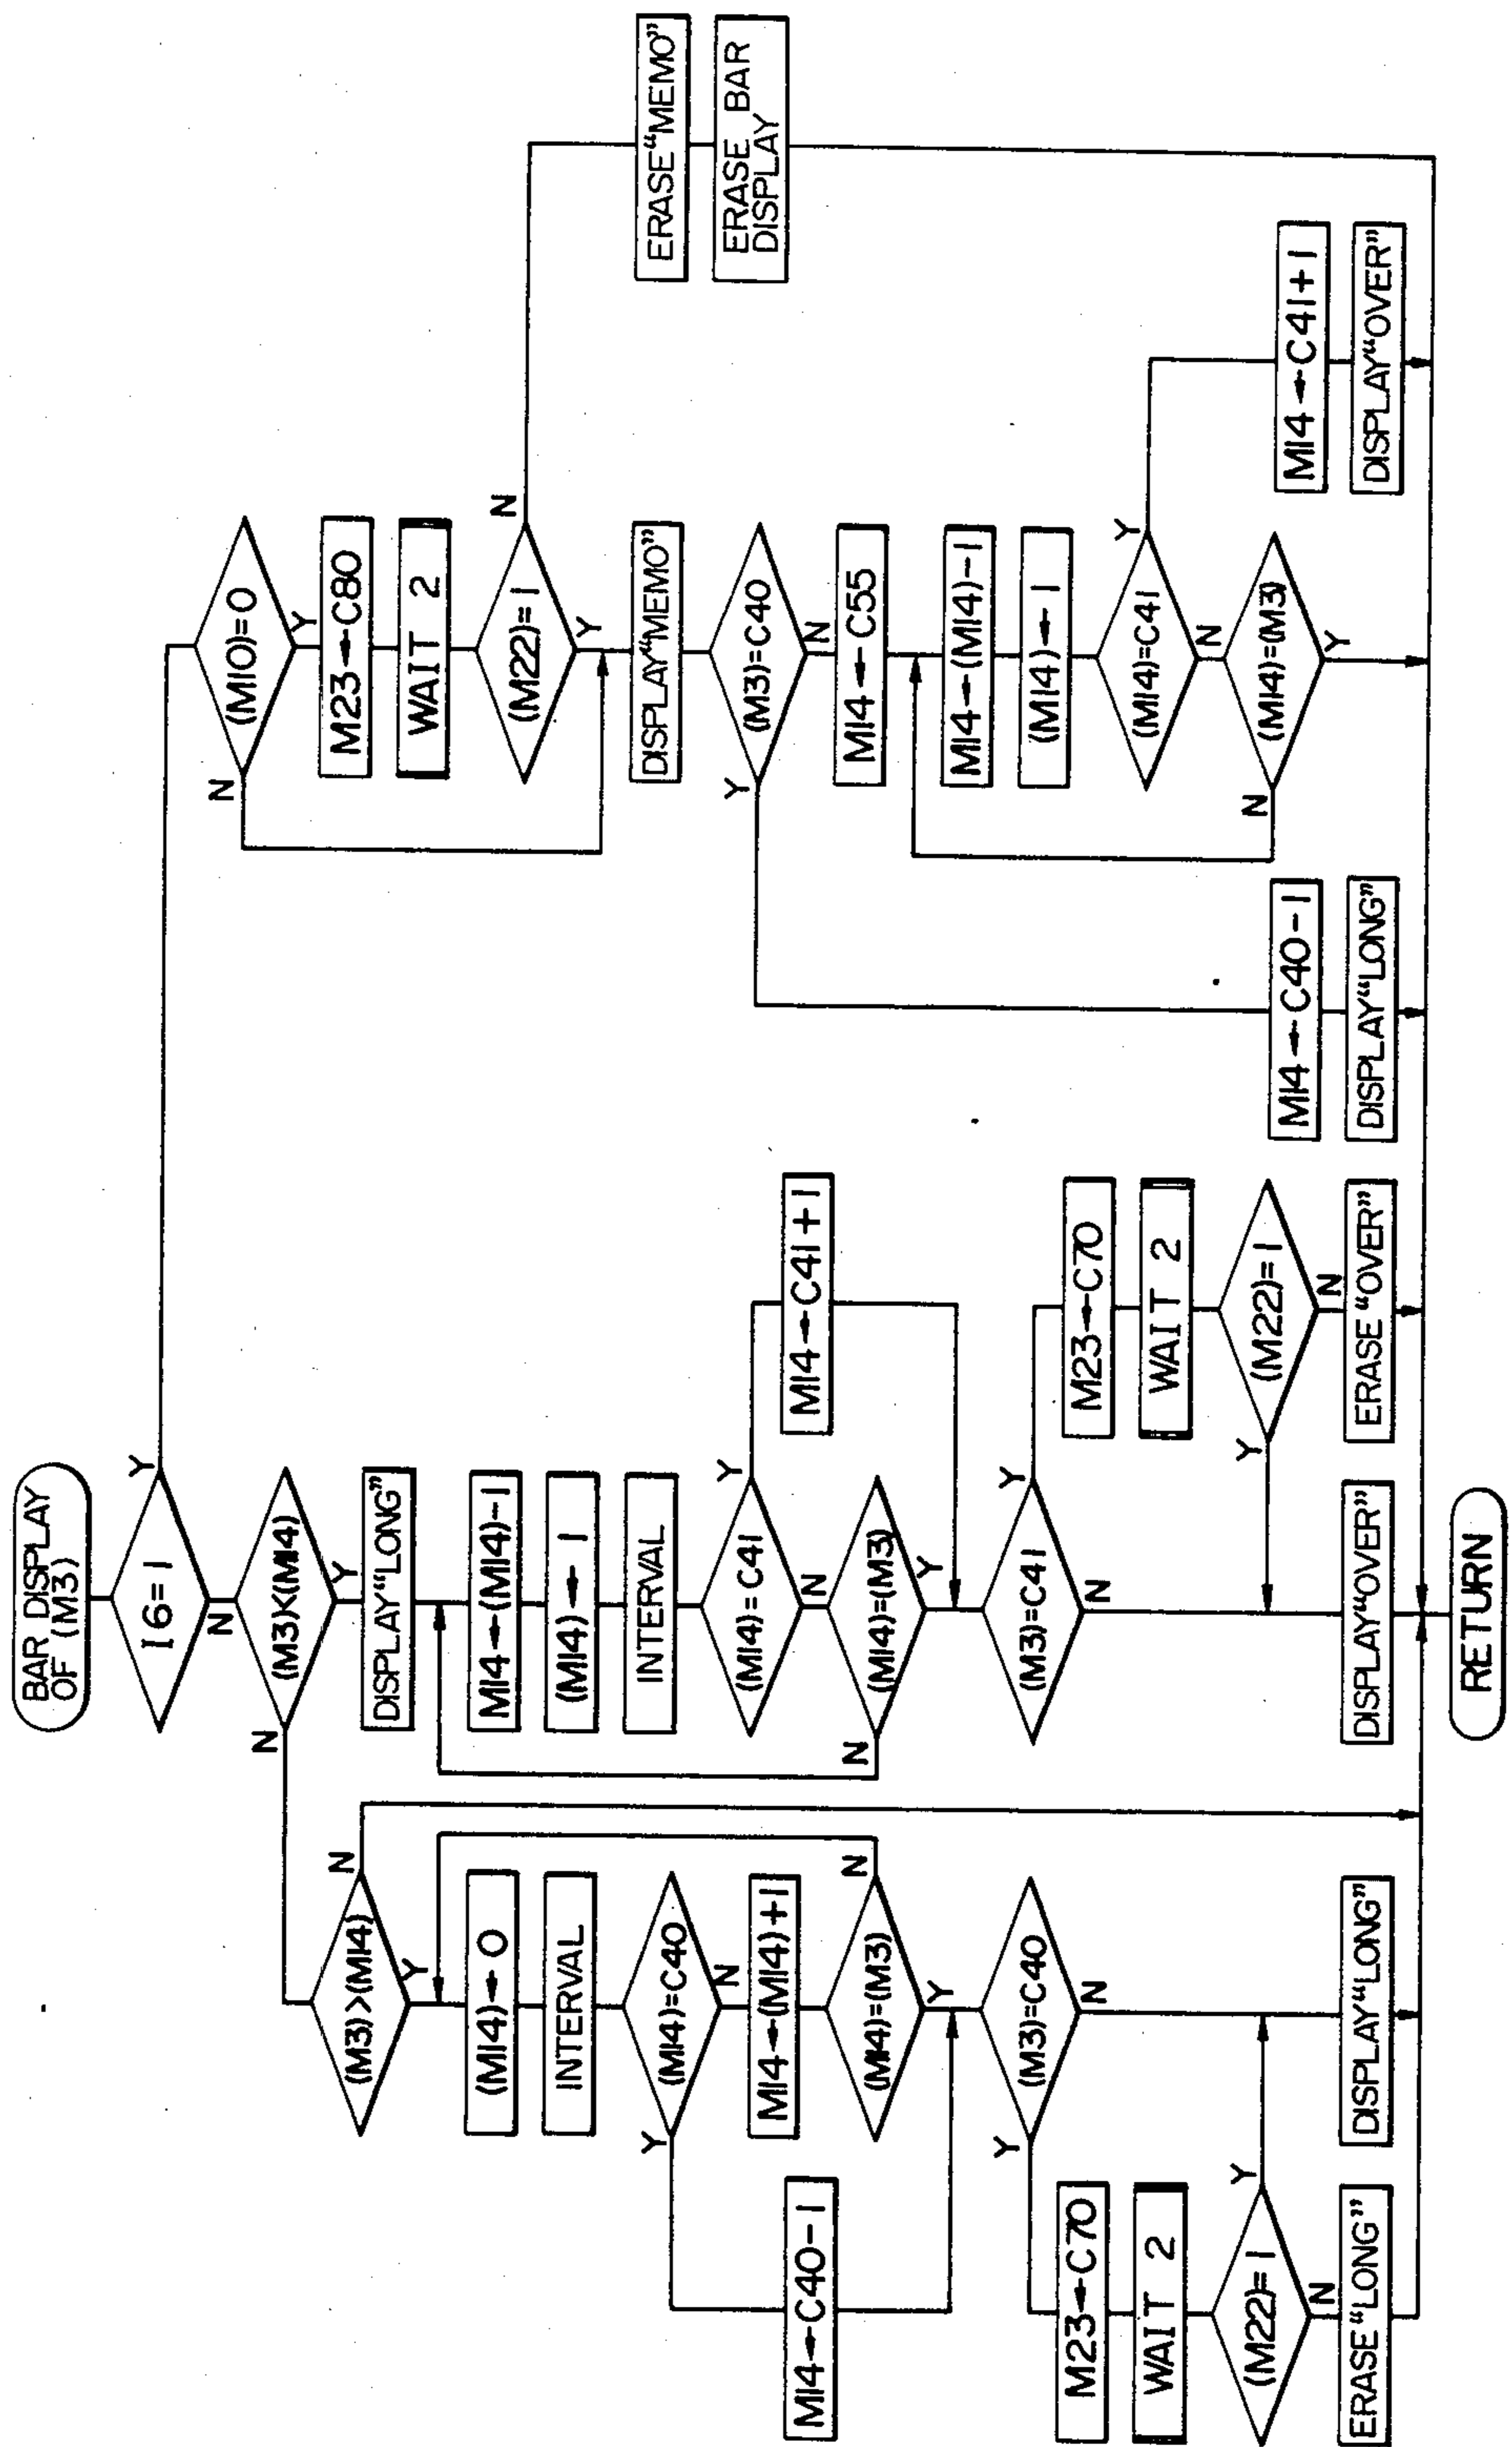 BAR DISPLAY
OF (M3)
I6=1
Y
N
(M3)<(M14)
N
Y
(M3)>(M14)
N
Y
(M14)←0
INTERVAL
(M14)=C40
Y
N
M14←(M14)+1
M14←C40-1
(M14)=(M3)
N
Y
(M3)=C40
Y
N
M23←C70
WAIT 2
(M22)=1
Y
N
ERASE "LONG"
DISPLAY "LONG"
DISPLAY "LONG"
M14←(M14)-1
(M14)←1
INTERVAL
(M14)=C41
Y
N
M14←C41+1
(M14)=(M3)
N
Y
(M3)=C41
Y
N
M23←C70
WAIT 2
(M22)=1
Y
N
DISPLAY "OVER"
ERASE "OVER"
(M10)=0
N
Y
M23←C80
WAIT 2
(M22)=1
N
Y
DISPLAY "MEMO"
ERASE "MEMO"
ERASE BAR
DISPLAY
(M3)=C40
Y
N
M14←C55
M14←(M14)-1
(M14)←1
(M14)=C41
Y
N
(M14)=(M3)
N
Y
M14←C40-1
DISPLAY "LONG"
M14←C41+1
DISPLAY "OVER"
RETURN